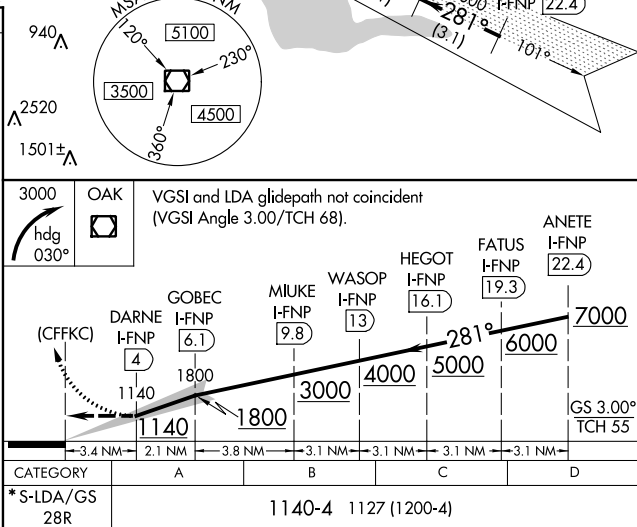 MSA
NM
940
120°
5100
230°
3500
4500
360°
2520
1501±
I-FNP 22.4
281°
(3.1)
101°
3000
hdg
030°
OAK
VGSI and LDA glidepath not coincident
(VGSI Angle 3.00/TCH 68).
ANETE
I-FNP
22.4
FATUS
I-FNP
19.3
HEGOT
I-FNP
16.1
WASOP
I-FNP
13
MIUKE
I-FNP
9.8
GOBEC
I-FNP
6.1
DARNE
I-FNP
4
(CFFKC)
1140
1800
281°
7000
6000
5000
4000
3000
1800
1140
GS 3.00°
TCH 55
3.4 NM 2.1 NM 3.8 NM 3.1 NM 3.1 NM 3.1 NM 3.1 NM
CATEGORY A B C D
* S-LDA/GS
28R
1140-4 1127 (1200-4)